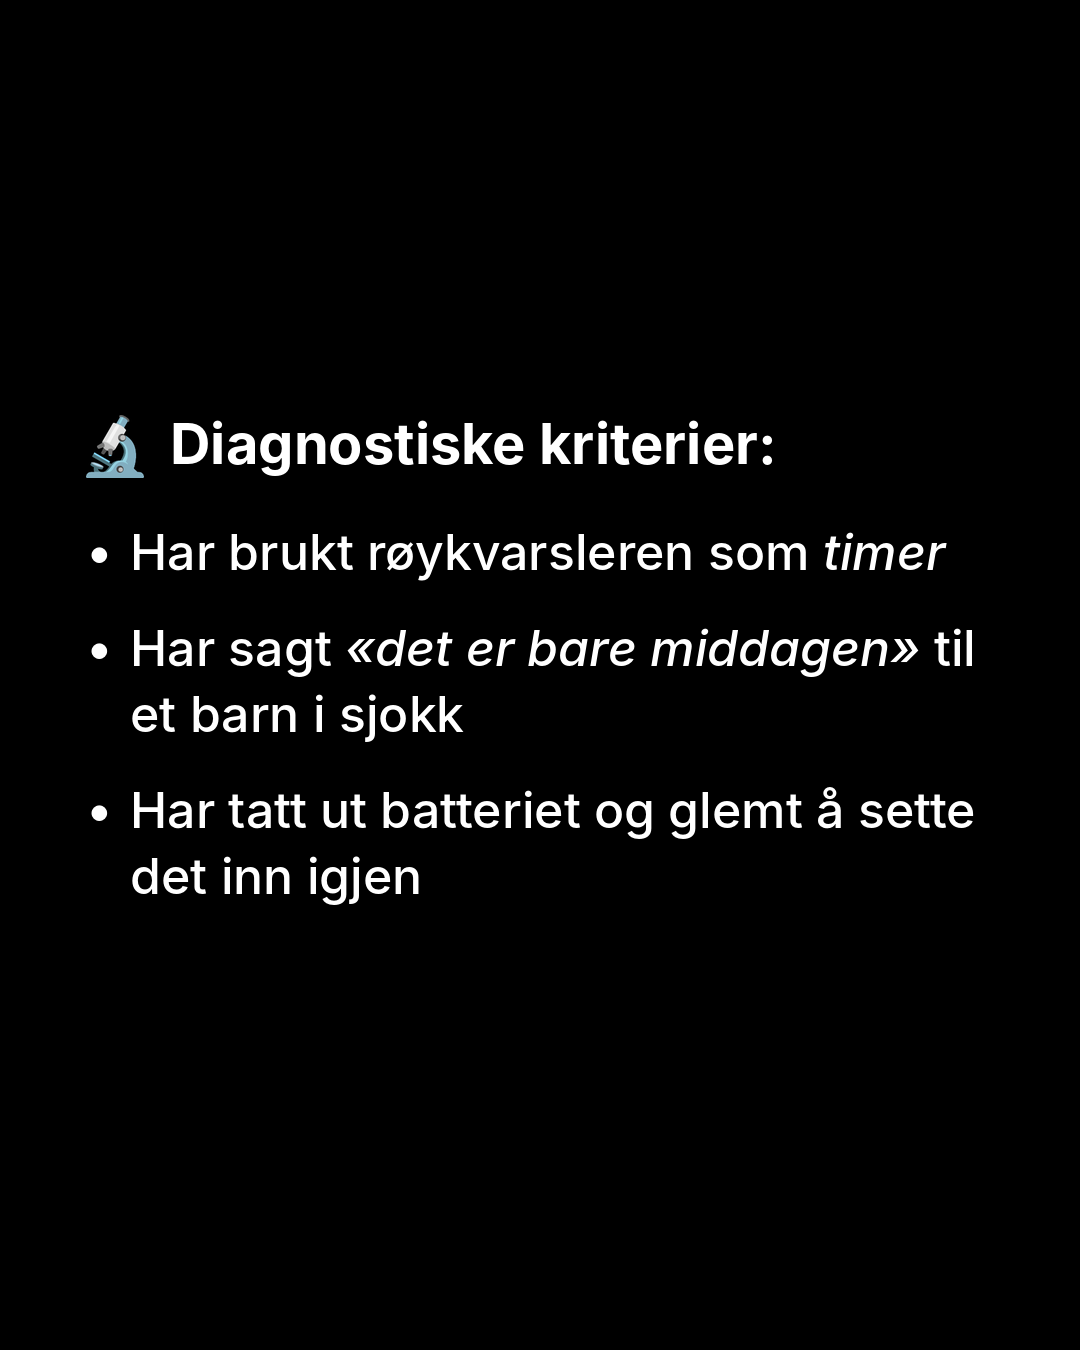 🔬 Diagnostiske kriterier:
• Har brukt røykvarsleren som timer
• Har sagt «det er bare middagen» til
et barn i sjokk
• Har tatt ut batteriet og glemt å sette
det inn igjen